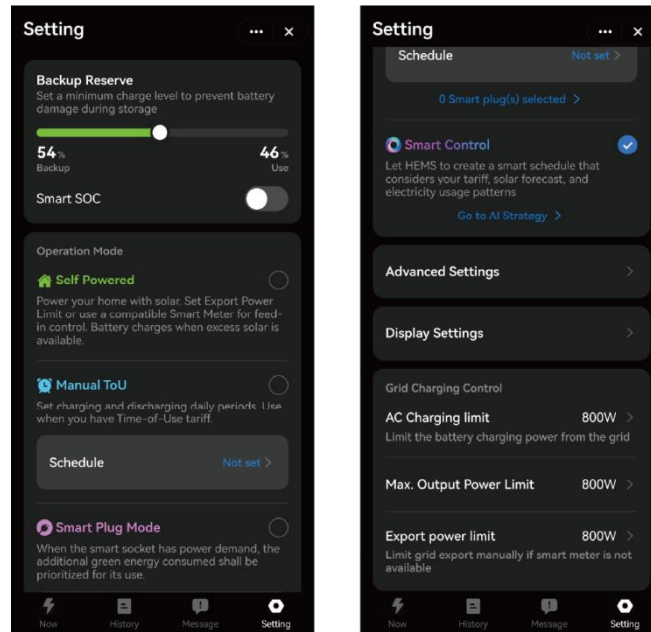 Setting
Backup Reserve
Set a minimum charge level to prevent battery
damage during storage
54%
46%
Backup
Use
Smart SOC
Operation Mode
Self Powered
Power your home with solar. Set Export Power
Limit or use a compatible Smart Meter for feed-
in control. Battery charges when excess solar is
available.
Manual ToU
Set charging and discharging daily periods. Use
when you have Time-of-Use tariff.
Schedule
Not set >
Smart Plug Mode
When the smart socket has power demand, the
additional green energy consumed shall be
prioritized for its use.
Now
History
Message
Setting
Setting
Schedule
Not set >
0 Smart plug(s) selected >
Smart Control
Let HEMS to create a smart schedule that
considers your tariff, solar forecast, and
electricity usage patterns
Go to AI Strategy >
Advanced Settings >
Display Settings >
Grid Charging Control
AC Charging limit 800W >
Limit the battery charging power from the grid
Max. Output Power Limit 800W >
Export power limit 800W >
Limit grid export manually if smart meter is not
available
Now
History
Message
Setting